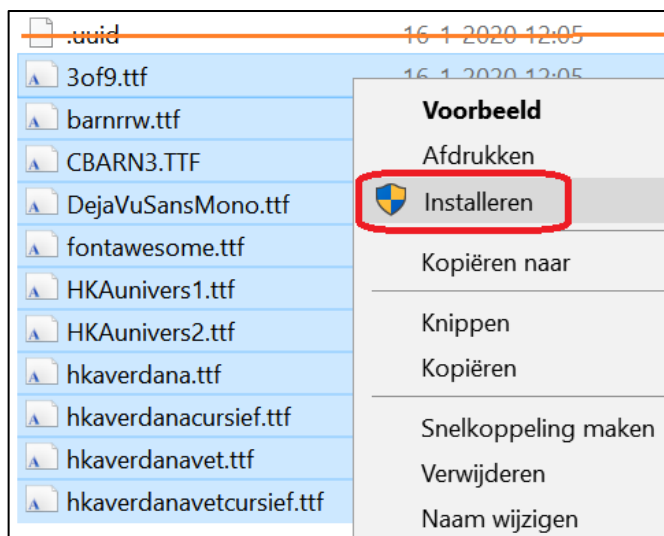 .uuid 16-1-2020 12:05
3of9.ttf 16-1-2020 12:05
barnrrw.ttf
CBARN3.TTF
DejaVuSansMono.ttf
fontawesome.ttf
HKAunivers1.ttf
HKAunivers2.ttf
hkaverdana.ttf
hkaverdanacursief.ttf
hkaverdanavet.ttf
hkaverdanavetcursief.ttf
Voorbeeld
Afdrukken
Installeren
Kopiëren naar
Knippen
Kopiëren
Snelkoppeling maken
Verwijderen
Naam wijzigen